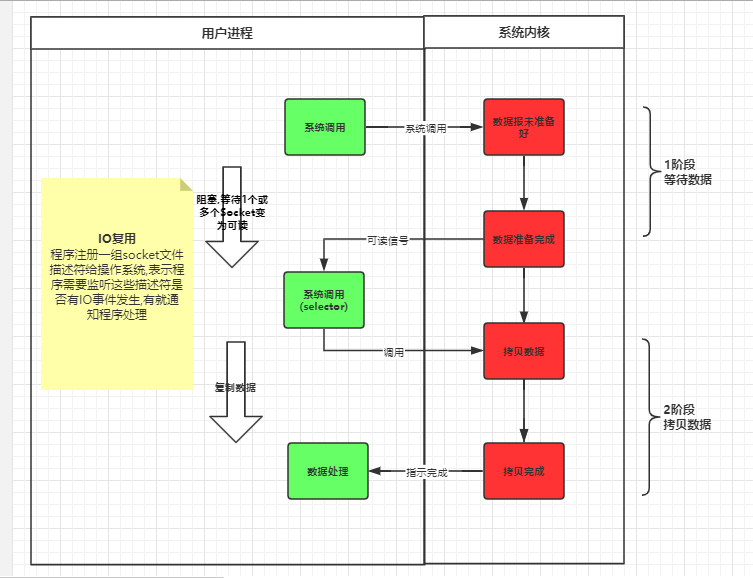 用户进程
系统内核
系统调用
系统调用
数据报未准备
好
1阶段
等待数据
阻塞,等待1个或
多个Socket变
为可读
IO复用
程序注册一组socket文件
描述符给操作系统,表示程
序需要监听这些描述符是
否有IO事件发生,有就通
知程序处理
可读信号
数据准备完成
系统调用
(selector)
调用
拷贝数据
复制数据
2阶段
拷贝数据
数据处理
指示完成
拷贝完成